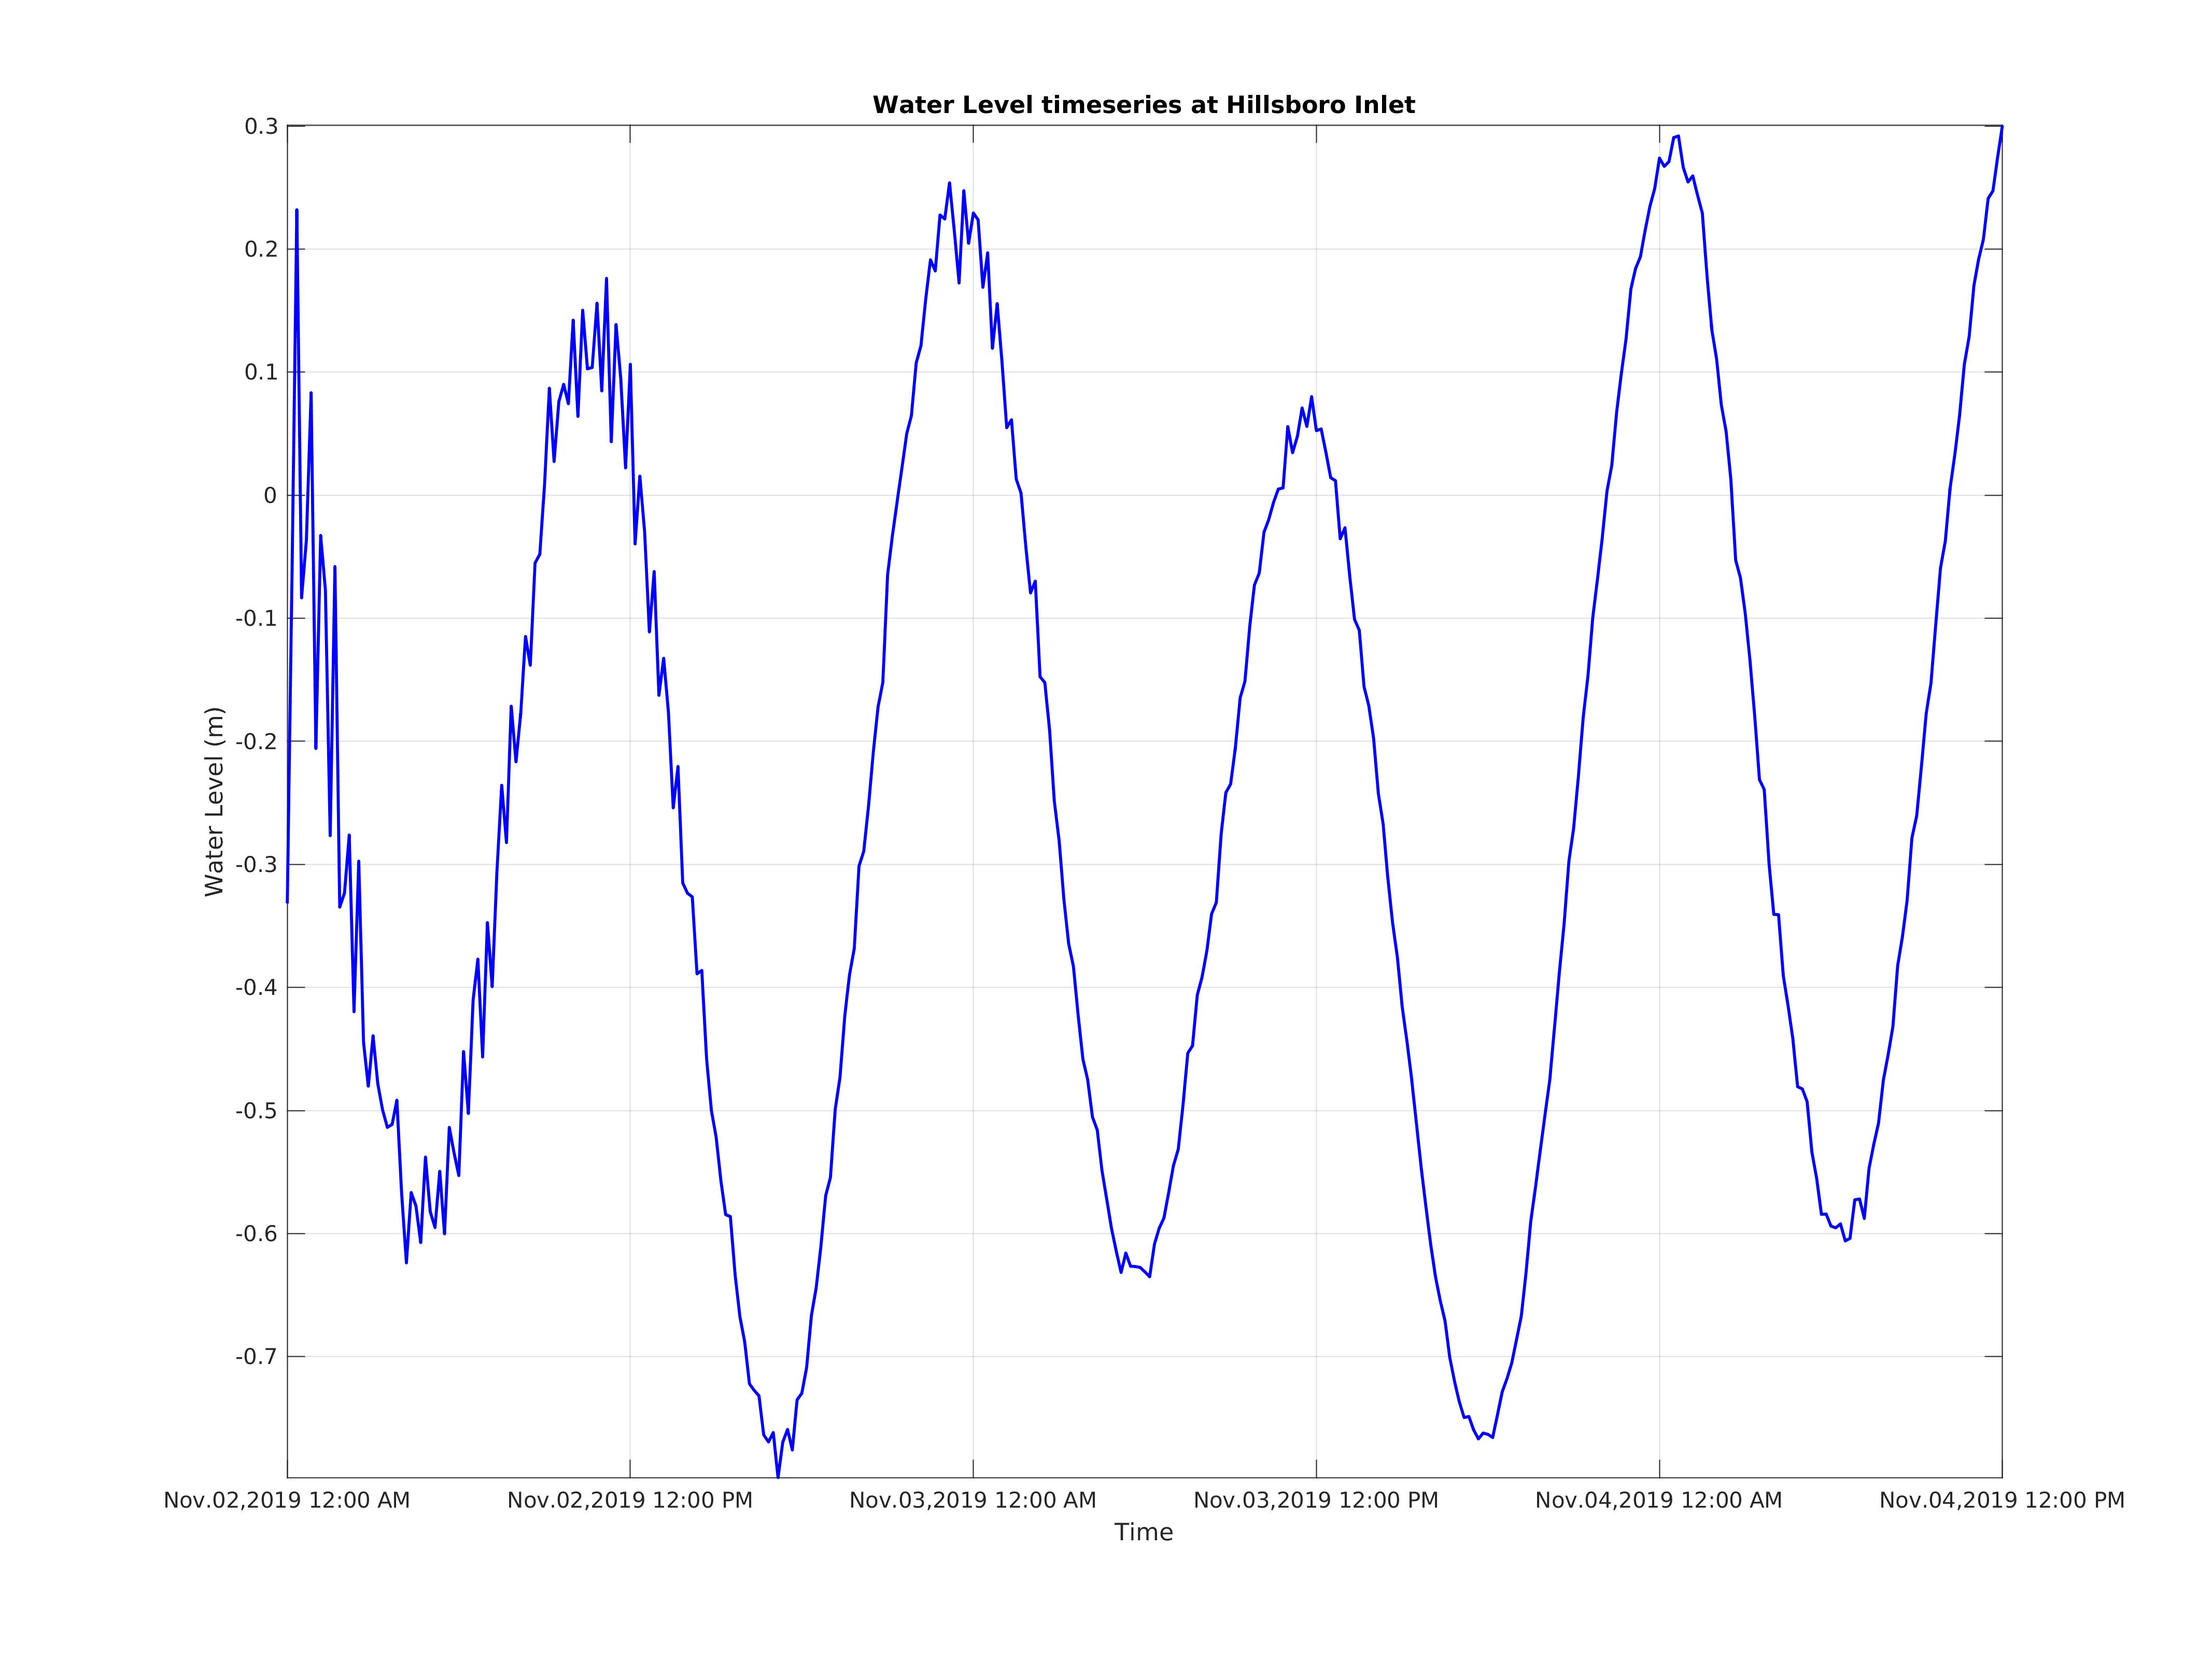 Water Level timeseries at Hillsboro Inlet
0.3
0.2
0.1
0
-0.1
-0.2
-0.3
-0.4
-0.5
-0.6
-0.7
Water Level (m)
Nov.02,2019 12:00 AM Nov.02,2019 12:00 PM Nov.03,2019 12:00 AM Nov.03,2019 12:00 PM Nov.04,2019 12:00 AM Nov.04,2019 12:00 PM
Time